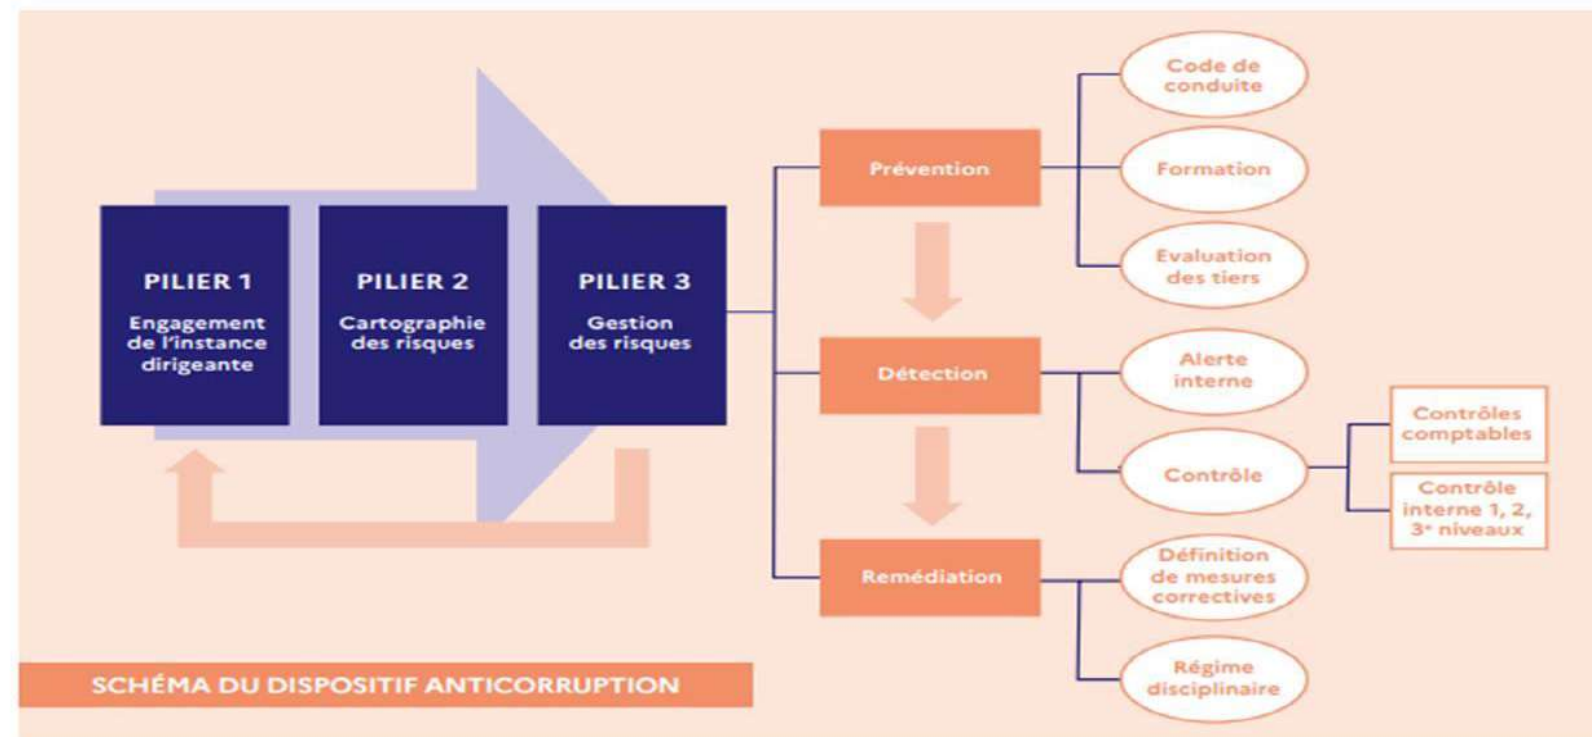 PILIER 1
Engagement
de l'instance
dirigeante
PILIER 2
Cartographie
des risques
PILIER 3
Gestion
des risques
Prévention
Code de
conduite
Formation
Evaluation
des tiers
Détection
Alerte
interne
Contrôle
Contrôles
comptables
Contrôle
interne 1, 2,
3ᵉ niveaux
Remédiation
Définition
de mesures
correctives
Régime
disciplinaire
SCHÉMA DU DISPOSITIF ANTICORRUPTION